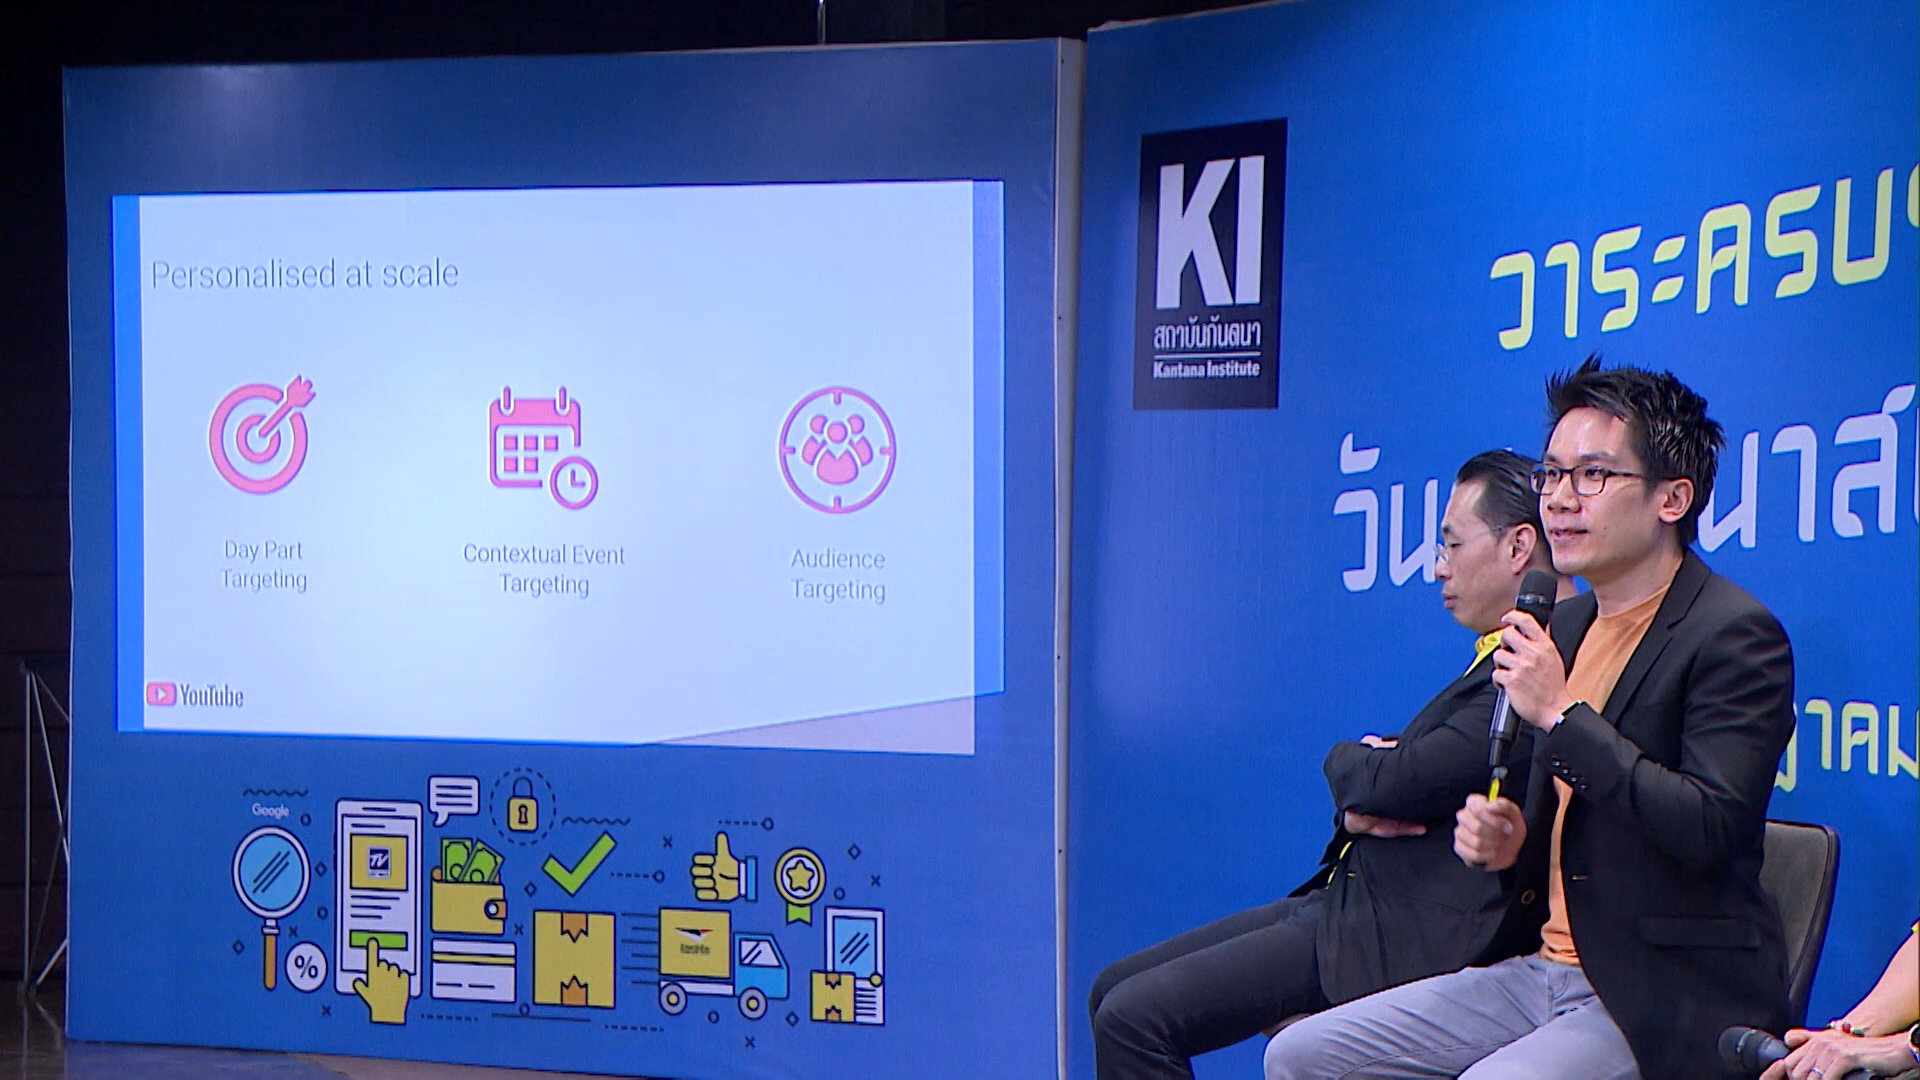 Personalised at scale
Day Part
Targeting
Contextual Event
Targeting
Audience
Targeting
YouTube
Google
TV
%
KI
สถาบันกันตนา
Kantana Institute
วาระครบ
วัน
นาส์
าคม